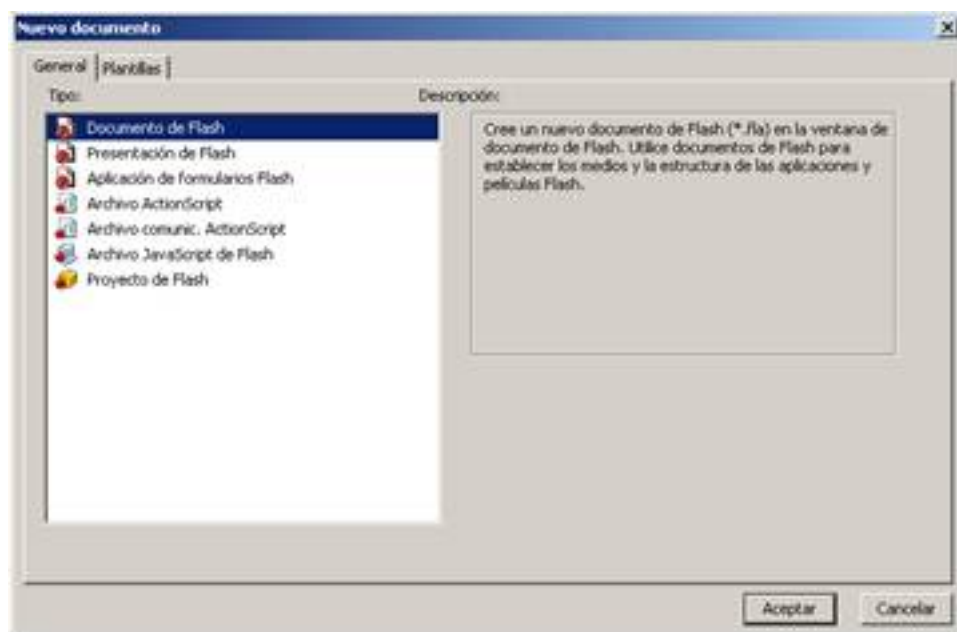 Nuevo documento
General
Plantillas
Tipo:
Documento de Flash
Presentación de Flash
Aplicación de formularios Flash
Archivo ActionScript
Archivo comunic. ActionScript
Archivo JavaScript de Flash
Proyecto de Flash
Descripción:
Cree un nuevo documento de Flash (*.fla) en la ventana de
documento de Flash. Utilice documentos de Flash para
establecer los medios y la estructura de las aplicaciones y
películas Flash.
Aceptar
Cancelar